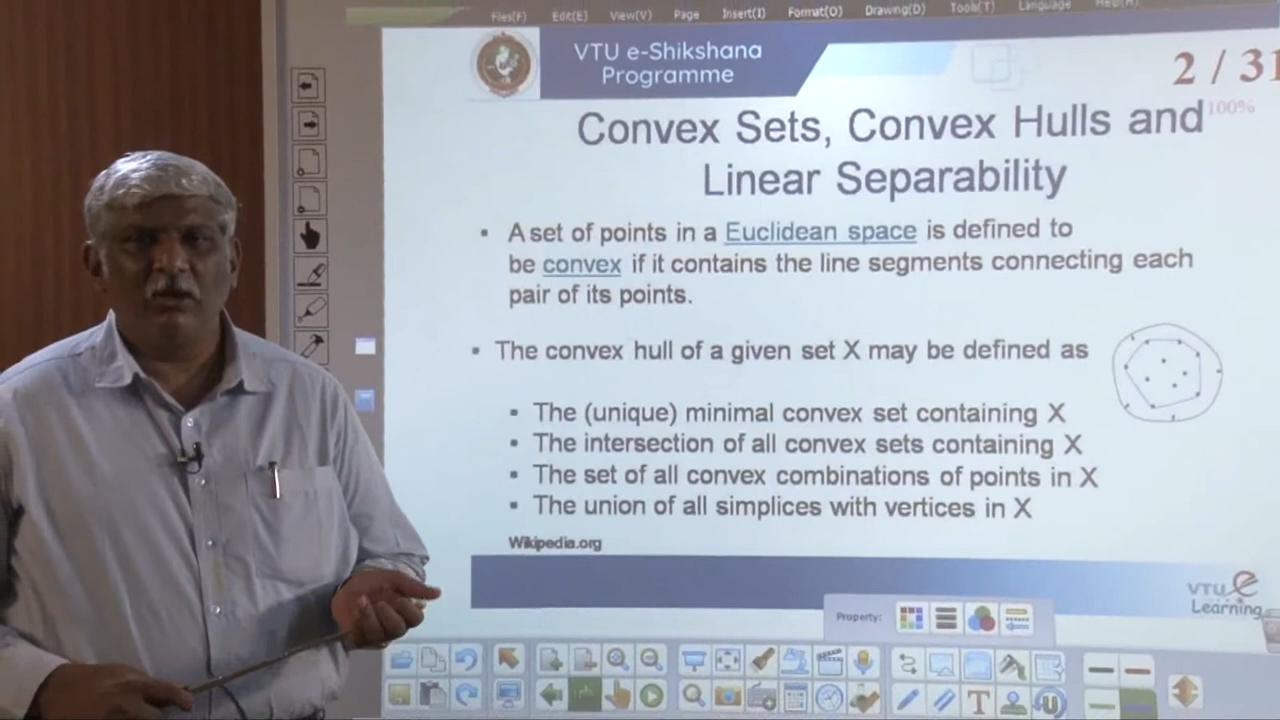 Files(F) Edit(E) View(V) Page Insert(I) Format(O) Drawing(D) Tools(T) Language Help(H)
VTU e-Shikshana
Programme
2 / 31
100%
Convex Sets, Convex Hulls and
Linear Separability
• A set of points in a Euclidean space is defined to
be convex if it contains the line segments connecting each
pair of its points.
• The convex hull of a given set X may be defined as
▪ The (unique) minimal convex set containing X
▪ The intersection of all convex sets containing X
▪ The set of all convex combinations of points in X
▪ The union of all simplices with vertices in X
Wikipedia.org
VTU e
Learning
Property: